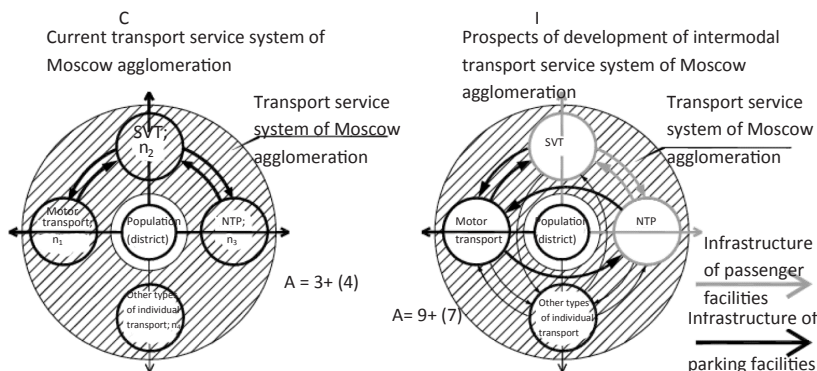 C
Current transport service system of
Moscow agglomeration
Transport service
system of Moscow
agglomeration
SVT;
n2
Motor
transport;
n1
Population
(district)
NTP;
n3
Other types
of individual
transport; n
A = 3+ (4)
I
Prospects of development of intermodal
transport service system of Moscow
agglomeration
Transport service
system of Moscow
agglomeration
SVT
Motor
transport
Population
(district)
NTP
Other types
of individual
transport
A= 9+ (7)
Infrastructure
of passenger
facilities
Infrastructure of
parking facilities